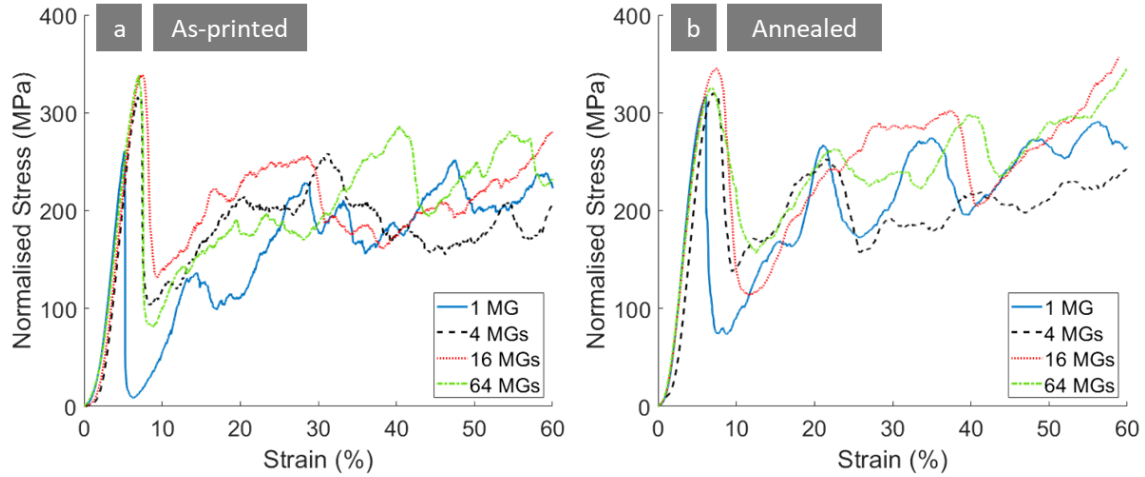 a As-printed
400
300
200
100
0
0 10 20 30 40 50 60
Normalised Stress (MPa)
Strain (%)
1 MG
4 MGs
16 MGs
64 MGs
b Annealed
400
300
200
100
0
0 10 20 30 40 50 60
Normalised Stress (MPa)
Strain (%)
1 MG
4 MGs
16 MGs
64 MGs